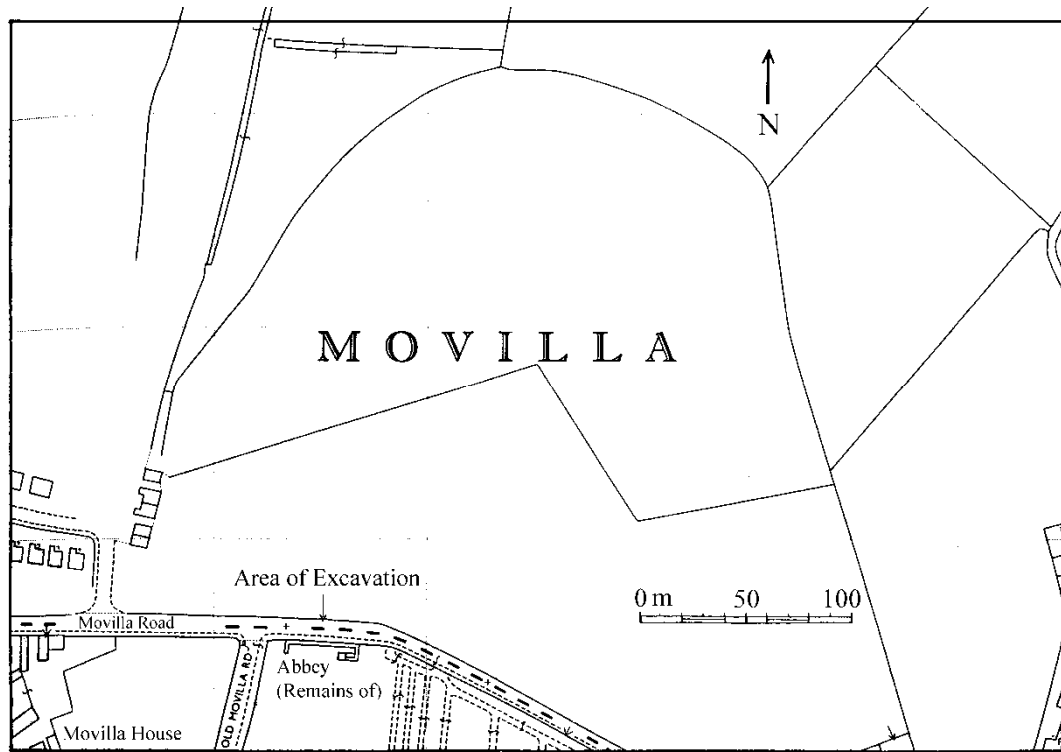 N
MOVILLA
Area of Excavation
0 m 50 100
Movilla Road
OLD MOVILLA RD
Abbey
(Remains of)
Movilla House